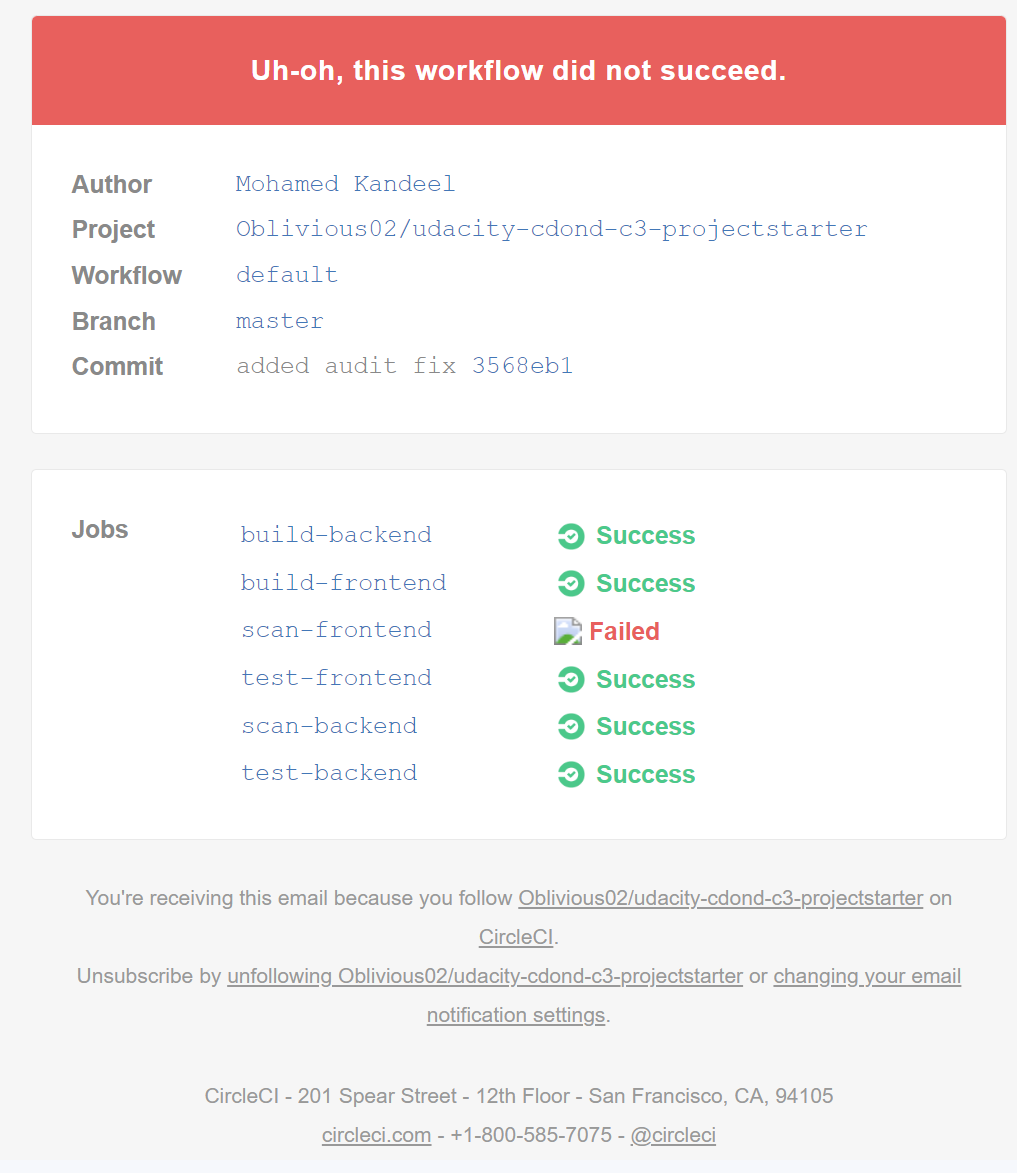 Uh-oh, this workflow did not succeed.
Author Mohamed Kandeel
Project Oblivious02/udacity-cdond-c3-projectstarter
Workflow default
Branch master
Commit added audit fix 3568eb1
Jobs build-backend Success
build-frontend Success
scan-frontend Failed
test-frontend Success
scan-backend Success
test-backend Success
You're receiving this email because you follow Oblivious02/udacity-cdond-c3-projectstarter on
CircleCI.
Unsubscribe by unfollowing Oblivious02/udacity-cdond-c3-projectstarter or changing your email
notification settings.
CircleCI - 201 Spear Street - 12th Floor - San Francisco, CA, 94105
circleci.com - +1-800-585-7075 - @circleci